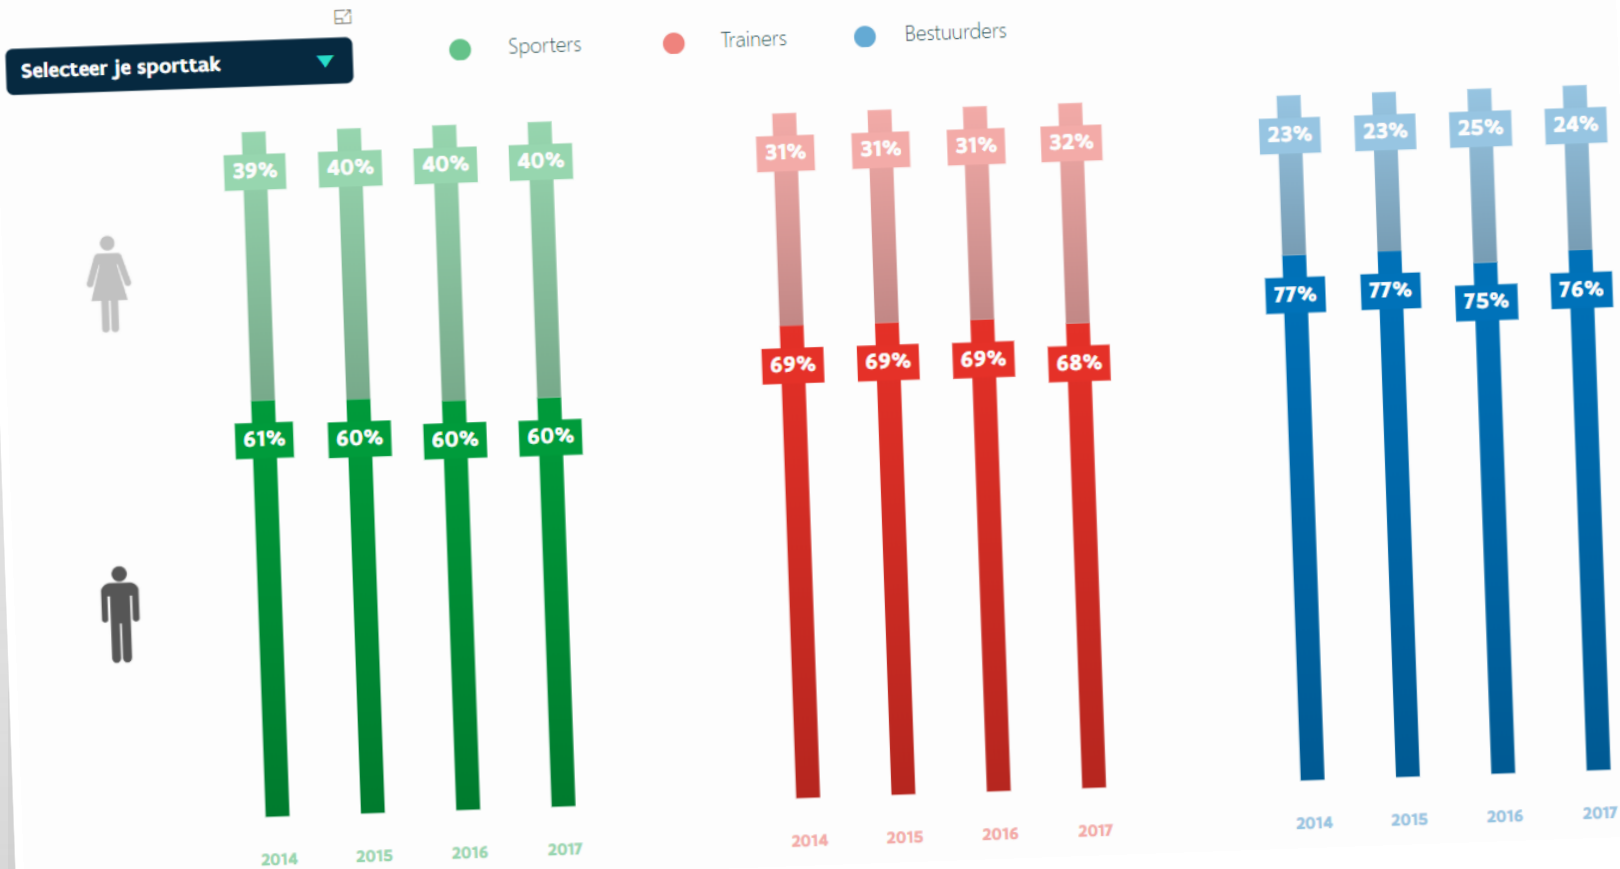 Selecteer je sporttak
Sporters
Trainers
Bestuurders
39% 40% 40% 40%
61% 60% 60% 60%
2014 2015 2016 2017
31% 31% 31% 32%
69% 69% 69% 68%
2014 2015 2016 2017
23% 23% 25% 24%
77% 77% 75% 76%
2014 2015 2016 2017